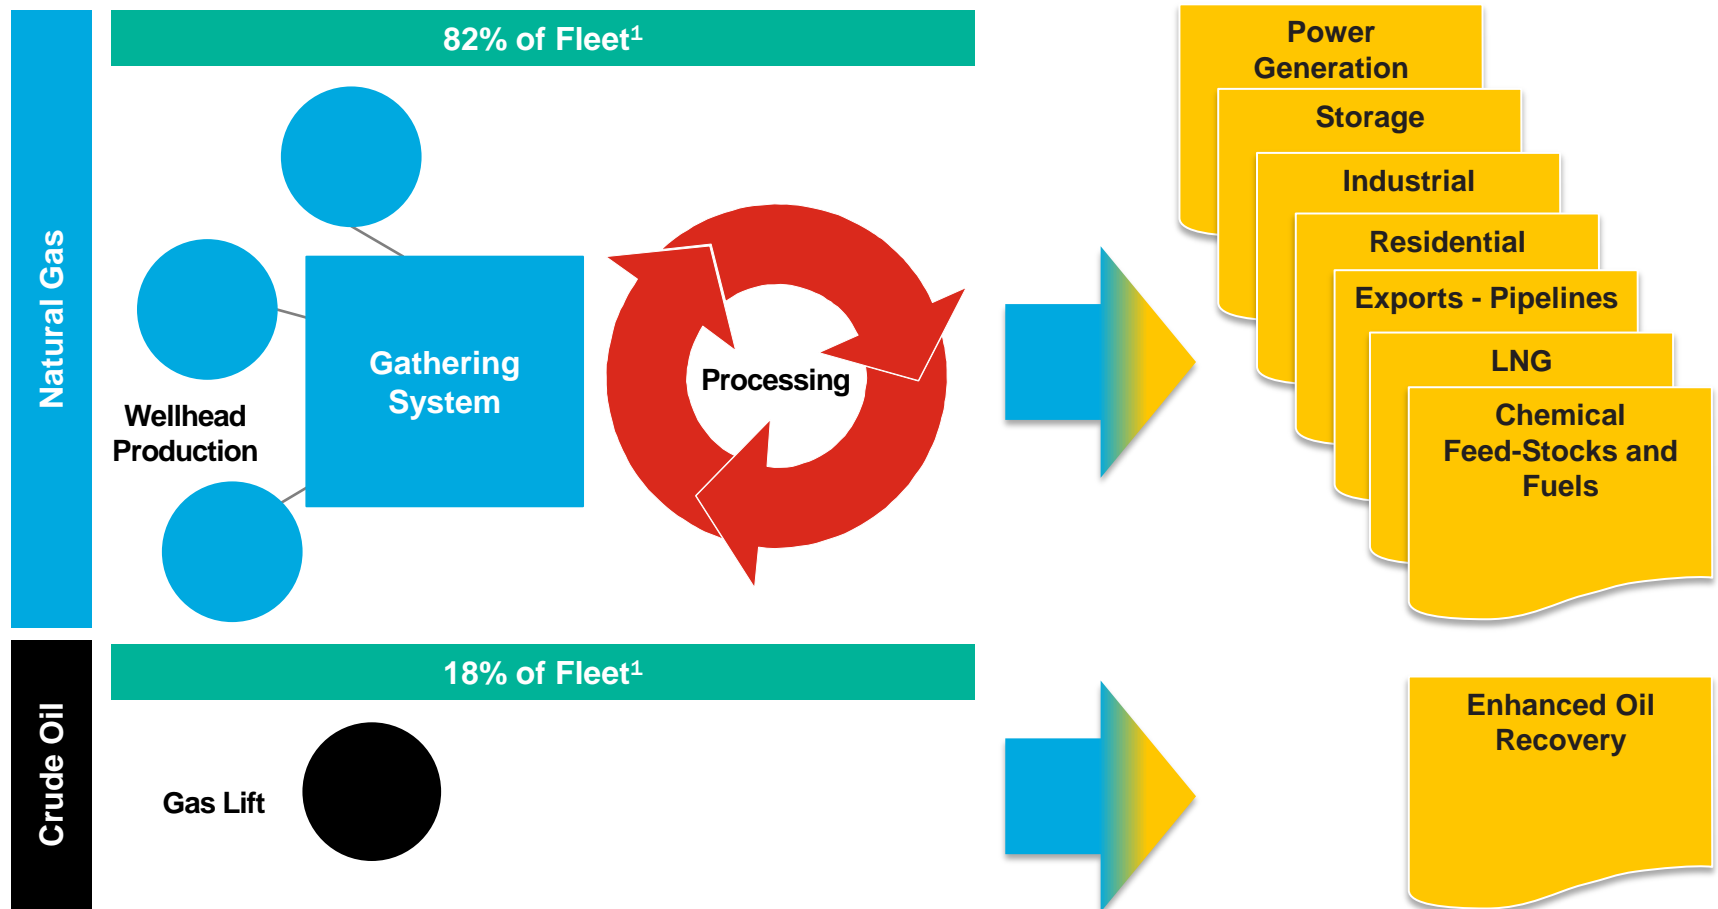 Natural Gas
82% of Fleet¹
Wellhead
Production
Gathering
System
Processing
Power
Generation
Storage
Industrial
Residential
Exports - Pipelines
LNG
Chemical
Feed-Stocks and
Fuels
Crude Oil
18% of Fleet¹
Gas Lift
Enhanced Oil
Recovery